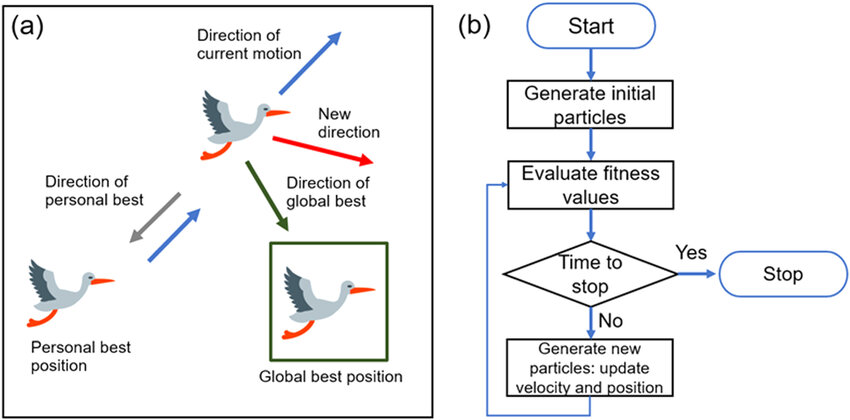 (a)
Direction of
current motion
New
direction
Direction of
personal best
Direction of
global best
Personal best
position
Global best position
(b)
Start
Generate initial
particles
Evaluate fitness
values
Time to
stop
Yes
Stop
No
Generate new
particles: update
velocity and position